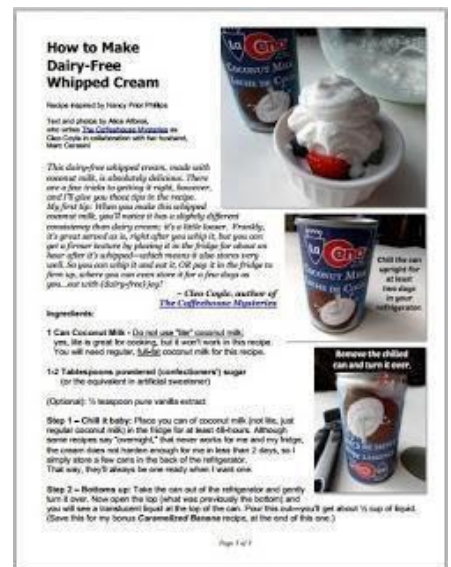 How to Make
Dairy-Free
Whipped Cream
Recipe inspired by Nancy Prior Phillips
Text and photos by Alice Alfonsi,
who writes The Coffeehouse Mysteries as
Cleo Coyle in collaboration with her husband,
Marc Cerasini
This dairy-free whipped cream, made with
coconut milk, is absolutely delicious. There
are a few tricks to getting it right, however,
and I'll give you those tips in the recipe.
My first tip: When you make this whipped
coconut milk, you'll notice it has a slightly different
consistency than dairy cream; it's a little looser. Frankly,
it's great served as is, right after you whip it, but you can
get a firmer texture by placing it in the fridge for about an
hour after it's whipped—which means it also stores very
well. So you can whip it and eat it, OR put it in the fridge to
firm up, where you can even store it for a few days as
you...eat with (dairy-free) joy!
~ Cleo Coyle, author of
The Coffeehouse Mysteries
La Cena
COCONUT MILK
LECHE DE COCO
La Cena
COCONUT MILK
LECHE DE COCO
Chill the can
upright for
at least
two days
in your
refrigerator.
Ingredients:
1 Can Coconut Milk - Do not use "lite" coconut milk,
yes, lite is great for cooking, but it won't work in this recipe.
You will need regular, full-fat coconut milk for this recipe.
1-2 Tablespoons powdered (confectioners') sugar
(or the equivalent in artificial sweetener)
(Optional): ½ teaspoon pure vanilla extract
Remove the chilled
can and turn it over.
Step 1 – Chill it baby: Place you can of coconut milk (not lite, just
regular coconut milk) in the fridge for at least 48-hours. Although
some recipes say "overnight," that never works for me and my fridge,
the cream does not harden enough for me in less than 2 days, so I
simply store a few cans in the back of the refrigerator.
That way, they'll always be one ready when I want one.
Step 2 – Bottoms up: Take the can out of the refrigerator and gently
turn it over. Now open the top (what was previously the bottom) and
you will see a translucent liquid at the top of the can. Pour this out—you'll get about ½ cup of liquid.
(Save this for my bonus Caramelized Banana recipe, at the end of this one.)